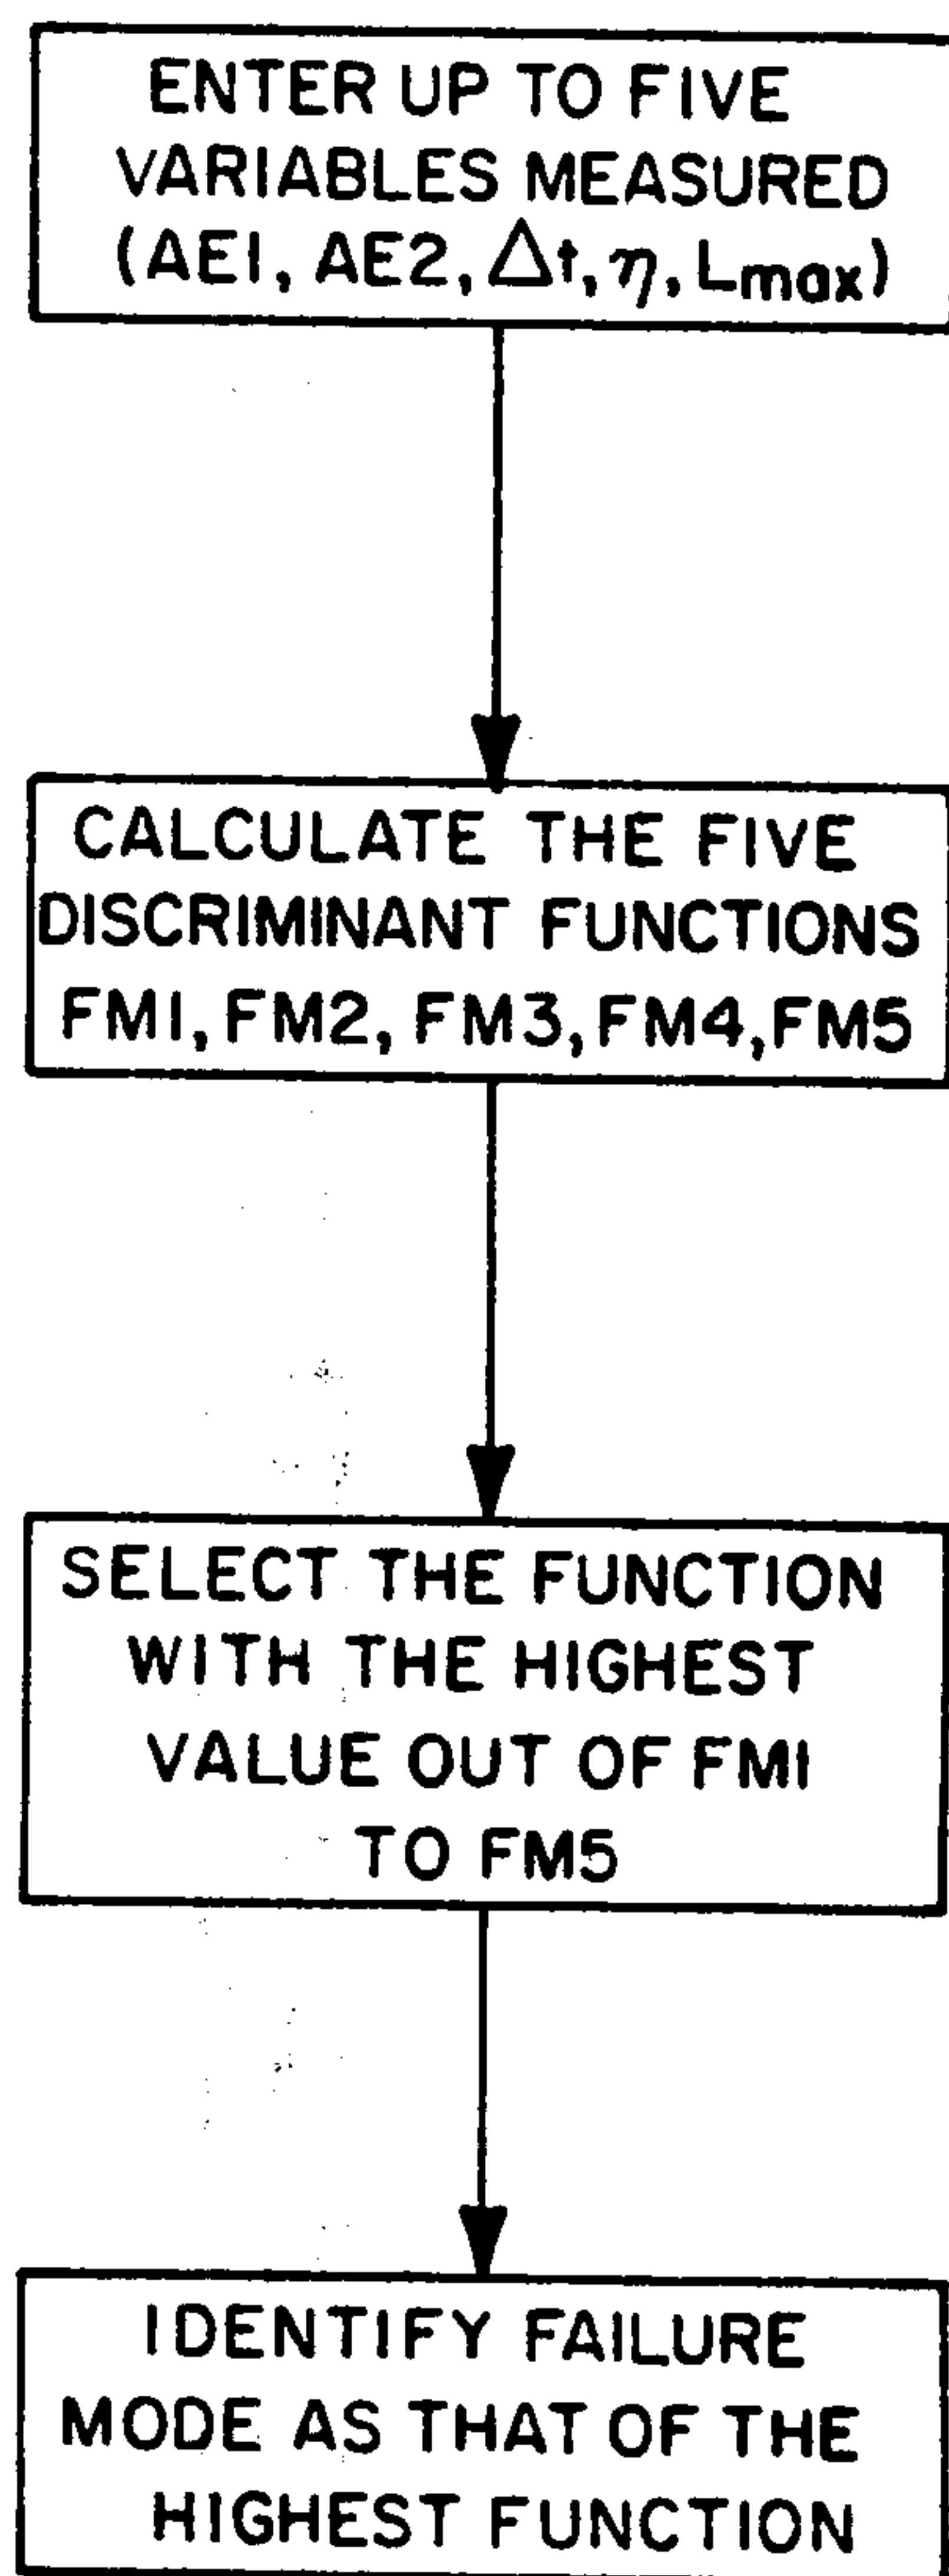 ENTER UP TO FIVE
VARIABLES MEASURED
(AE1, AE2, Δt, η, Lmax)
CALCULATE THE FIVE
DISCRIMINANT FUNCTIONS
FM1, FM2, FM3, FM4, FM5
SELECT THE FUNCTION
WITH THE HIGHEST
VALUE OUT OF FM1
TO FM5
IDENTIFY FAILURE
MODE AS THAT OF THE
HIGHEST FUNCTION